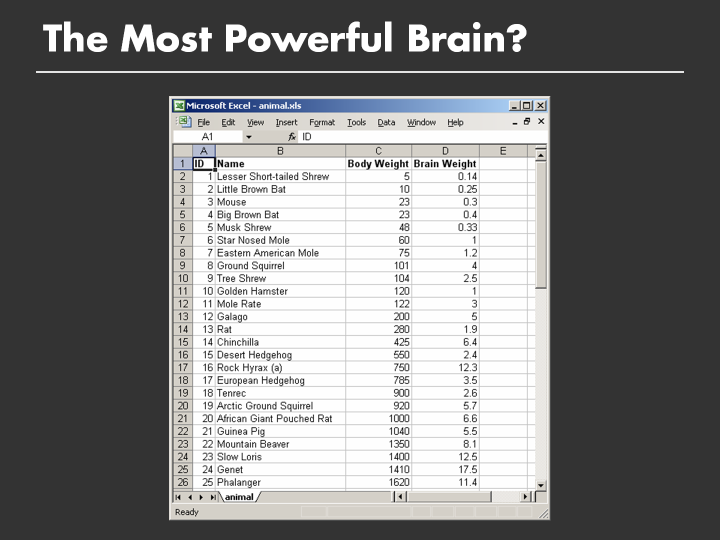 The Most Powerful Brain?
Microsoft Excel - animal.xls
File Edit View Insert Format Tools Data Window Help
A1 fx ID
A B C D E
1 ID Name Body Weight Brain Weight
2 1 Lesser Short-tailed Shrew 5 0.14
3 2 Little Brown Bat 10 0.25
4 3 Mouse 23 0.3
5 4 Big Brown Bat 23 0.4
6 5 Musk Shrew 48 0.33
7 6 Star Nosed Mole 60 1
8 7 Eastern American Mole 75 1.2
9 8 Ground Squirrel 101 4
10 9 Tree Shrew 104 2.5
11 10 Golden Hamster 120 1
12 11 Mole Rate 122 3
13 12 Galago 200 5
14 13 Rat 280 1.9
15 14 Chinchilla 425 6.4
16 15 Desert Hedgehog 550 2.4
17 16 Rock Hyrax (a) 750 12.3
18 17 European Hedgehog 785 3.5
19 18 Tenrec 900 2.6
20 19 Arctic Ground Squirrel 920 5.7
21 20 African Giant Pouched Rat 1000 6.6
22 21 Guinea Pig 1040 5.5
23 22 Mountain Beaver 1350 8.1
24 23 Slow Loris 1400 12.5
25 24 Genet 1410 17.5
26 25 Phalanger 1620 11.4
animal
Ready